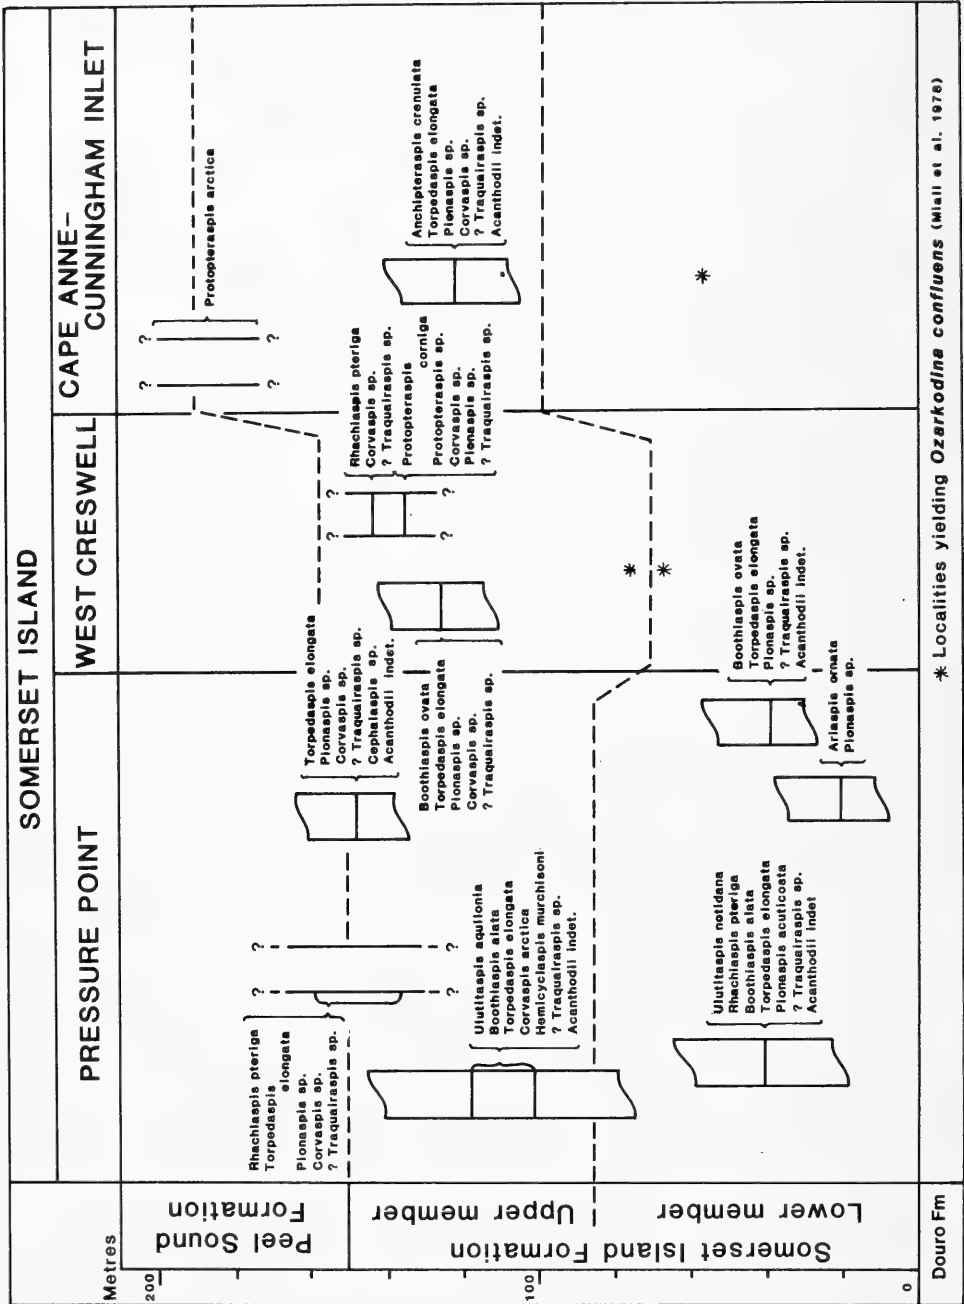 SOMERSET ISLAND
PRESSURE POINT
WEST CRESWELL
CAPE ANNE–
CUNNINGHAM INLET
Metres
200
100
0
Peel Sound
Formation
Upper member
Somerset Island Formation
Lower member
Douro Fm
?
?
?
?
Rhachiaspis pteriga
Torpedaspis
elongata
Pionaspis sp.
Corvaspis sp.
? Traquairaspis sp.
Ulutitaspis aquilonia
Boothiaspis alata
Torpedaspis elongata
Corvaspis arctica
Hemicyclaspis murchisoni
? Traquairaspis sp.
Acanthodii indet.
Ulutitaspis notidana
Rhachiaspis pteriga
Boothiaspis alata
Torpedaspis elongata
Pionaspis acuticosta
? Traquairaspis sp.
Acanthodii indet
Torpedaspis elongata
Pionaspis sp.
Corvaspis sp.
? Traquairaspis sp.
Cephalaspis sp.
Acanthodii indet.
Ariaspis ornata
Pionaspis sp.
Boothiaspis ovata
Torpedaspis elongata
Pionaspis sp.
? Traquairaspis sp.
Acanthodii indet.
Boothiaspis ovata
Torpedaspis elongata
Pionaspis sp.
Corvaspis sp.
? Traquairaspis sp.
?
?
?
?
Rhachiaspis pteriga
Corvaspis sp.
? Traquairaspis sp.
Protopteraspis
corniga
Protopteraspis sp.
Corvaspis sp.
Pionaspis sp.
? Traquairaspis sp.
*
*
?
?
?
?
Protopteraspis arctica
Anchipteraspis crenulata
Torpedaspis elongata
Pionaspis sp.
Corvaspis sp.
? Traquairaspis sp.
Acanthodii indet.
*
* Localities yielding Ozarkodina confluens (Miall et al. 1978)